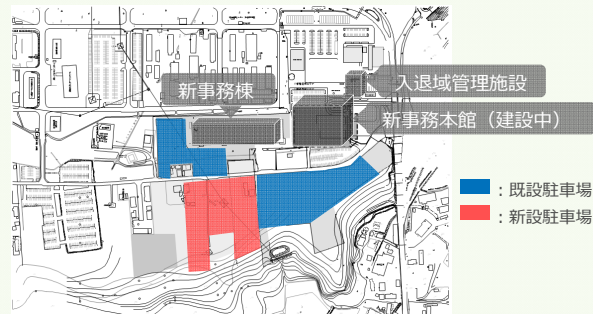 入退域管理施設
新事務棟
新事務本館（建設中）
：既設駐車場
：新設駐車場